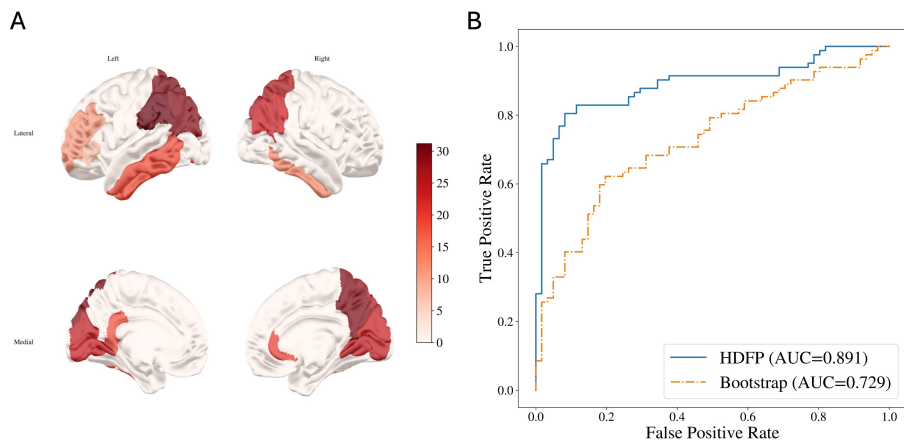 A
Left
Right
Lateral
Medial
30
25
20
15
10
5
0
B
True Positive Rate
1.0
0.8
0.6
0.4
0.2
0.0
HDFP (AUC=0.891)
Bootstrap (AUC=0.729)
0.0 0.2 0.4 0.6 0.8 1.0
False Positive Rate